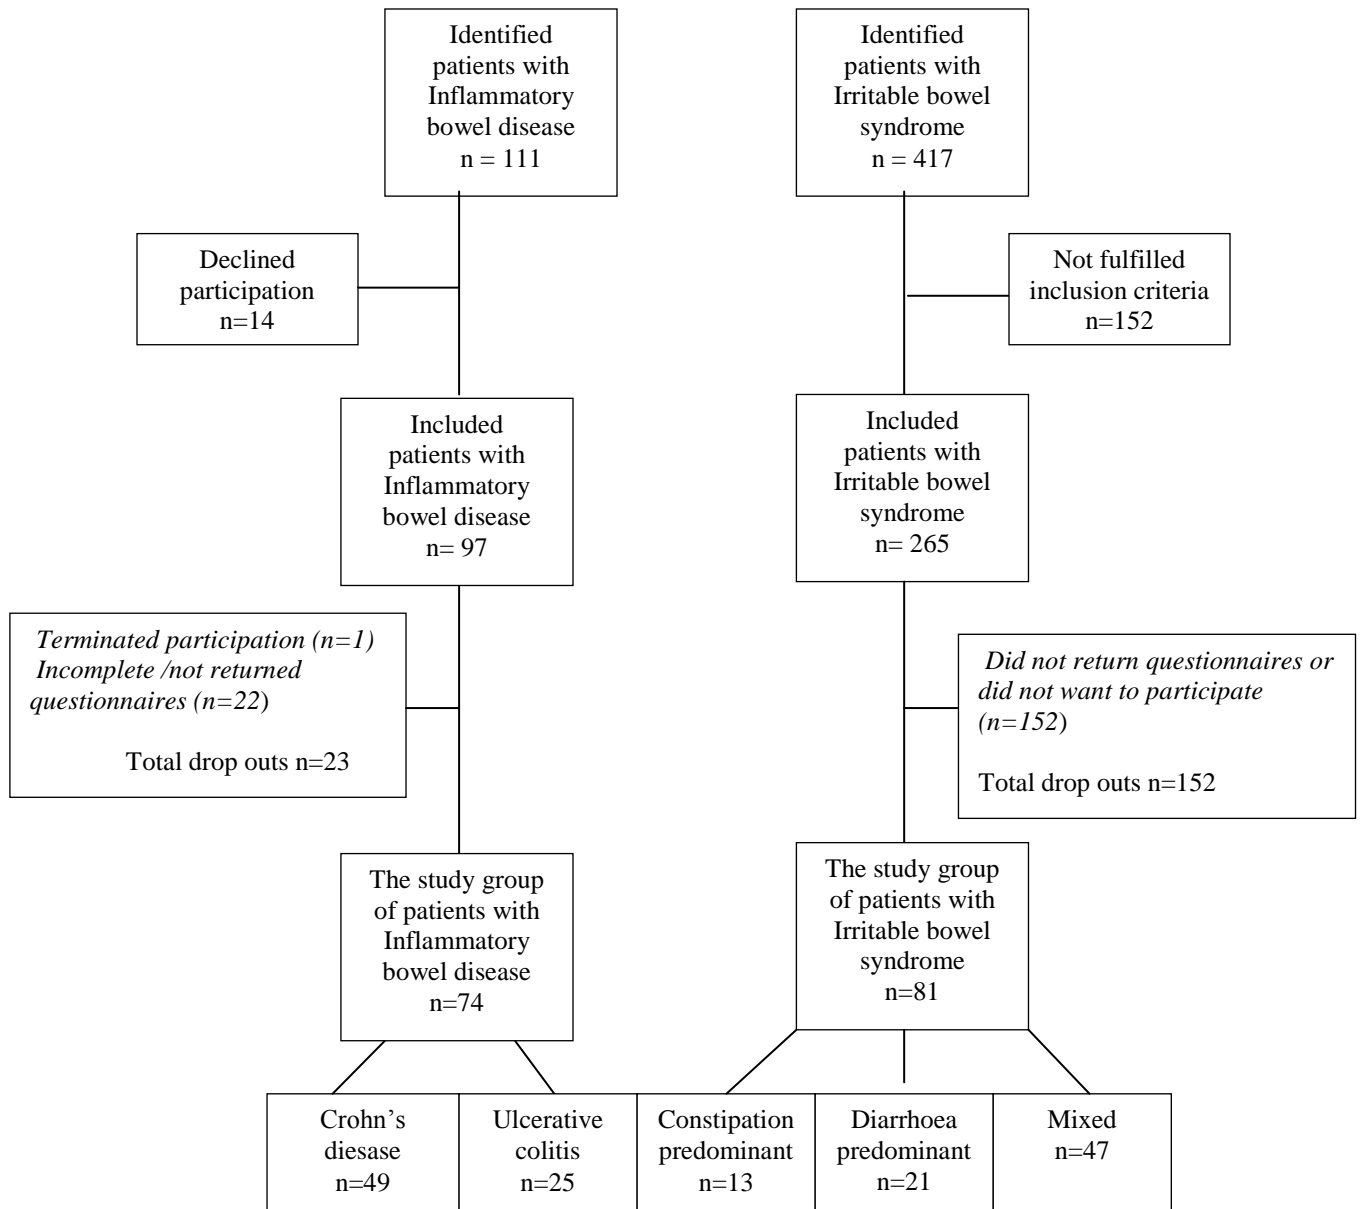 Identified
patients with
Inflammatory
bowel disease
n = 111
Identified
patients with
Irritable bowel
syndrome
n = 417
Declined
participation
n=14
Not fulfilled
inclusion criteria
n=152
Included
patients with
Inflammatory
bowel disease
n= 97
Included
patients with
Irritable bowel
syndrome
n= 265
Terminated participation (n=1)
Incomplete /not returned
questionnaires (n=22)
Total drop outs n=23
Did not return questionnaires or
did not want to participate
(n=152)
Total drop outs n=152
The study group
of patients with
Inflammatory
bowel disease
n=74
The study group
of patients with
Irritable bowel
syndrome
n=81
Crohn’s
diesase
n=49
Ulcerative
colitis
n=25
Constipation
predominant
n=13
Diarrhoea
predominant
n=21
Mixed
n=47